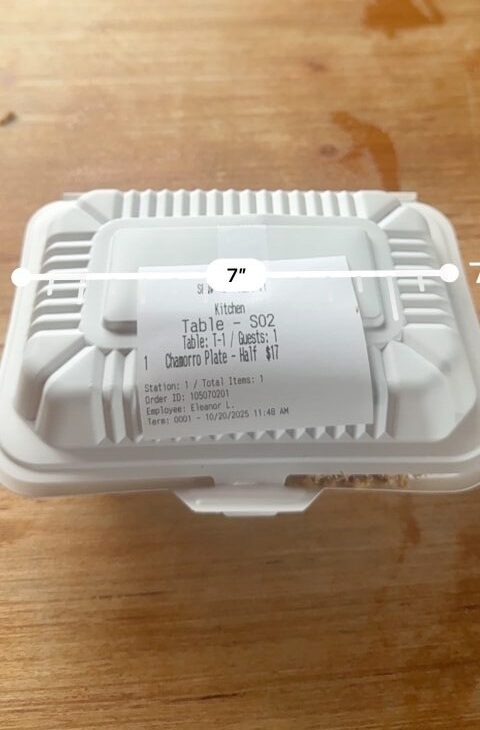 7"
7
Kitchen
Table - S02
Table: T-1 / Guests: 1
1 Chamorro Plate - Half $17
Station: 1 / Total Items: 1
Order ID: 105070201
Employee: Eleanor L.
Term: 0001 - 10/20/2025 11:48 AM